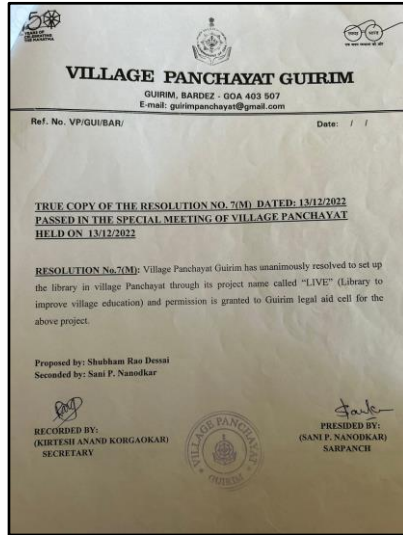 YEARS OF
CELEBRATING
THE MAHATMA
VILLAGE PANCHAYAT GUIRIM
GUIRIM, BARDEZ - GOA 403 507
E-mail: guirimpanchayat@gmail.com
Ref. No. VP/GUI/BAR/
Date: / /
TRUE COPY OF THE RESOLUTION NO. 7(M) DATED: 13/12/2022
PASSED IN THE SPECIAL MEETING OF VILLAGE PANCHAYAT
HELD ON 13/12/2022
RESOLUTION No.7(M): Village Panchayat Guirim has unanimously resolved to set up
the library in village Panchayat through its project name called “LIVE” (Library to
improve village education) and permission is granted to Guirim legal aid cell for the
above project.
Proposed by: Shubham Rao Dessai
Seconded by: Sani P. Nanodkar
RECORDED BY:
(KIRTESH ANAND KORGAOKAR)
SECRETARY
VILLAGE PANCHAYAT
GUIRIM
PRESIDED BY:
(SANI P. NANODKAR)
SARPANCH